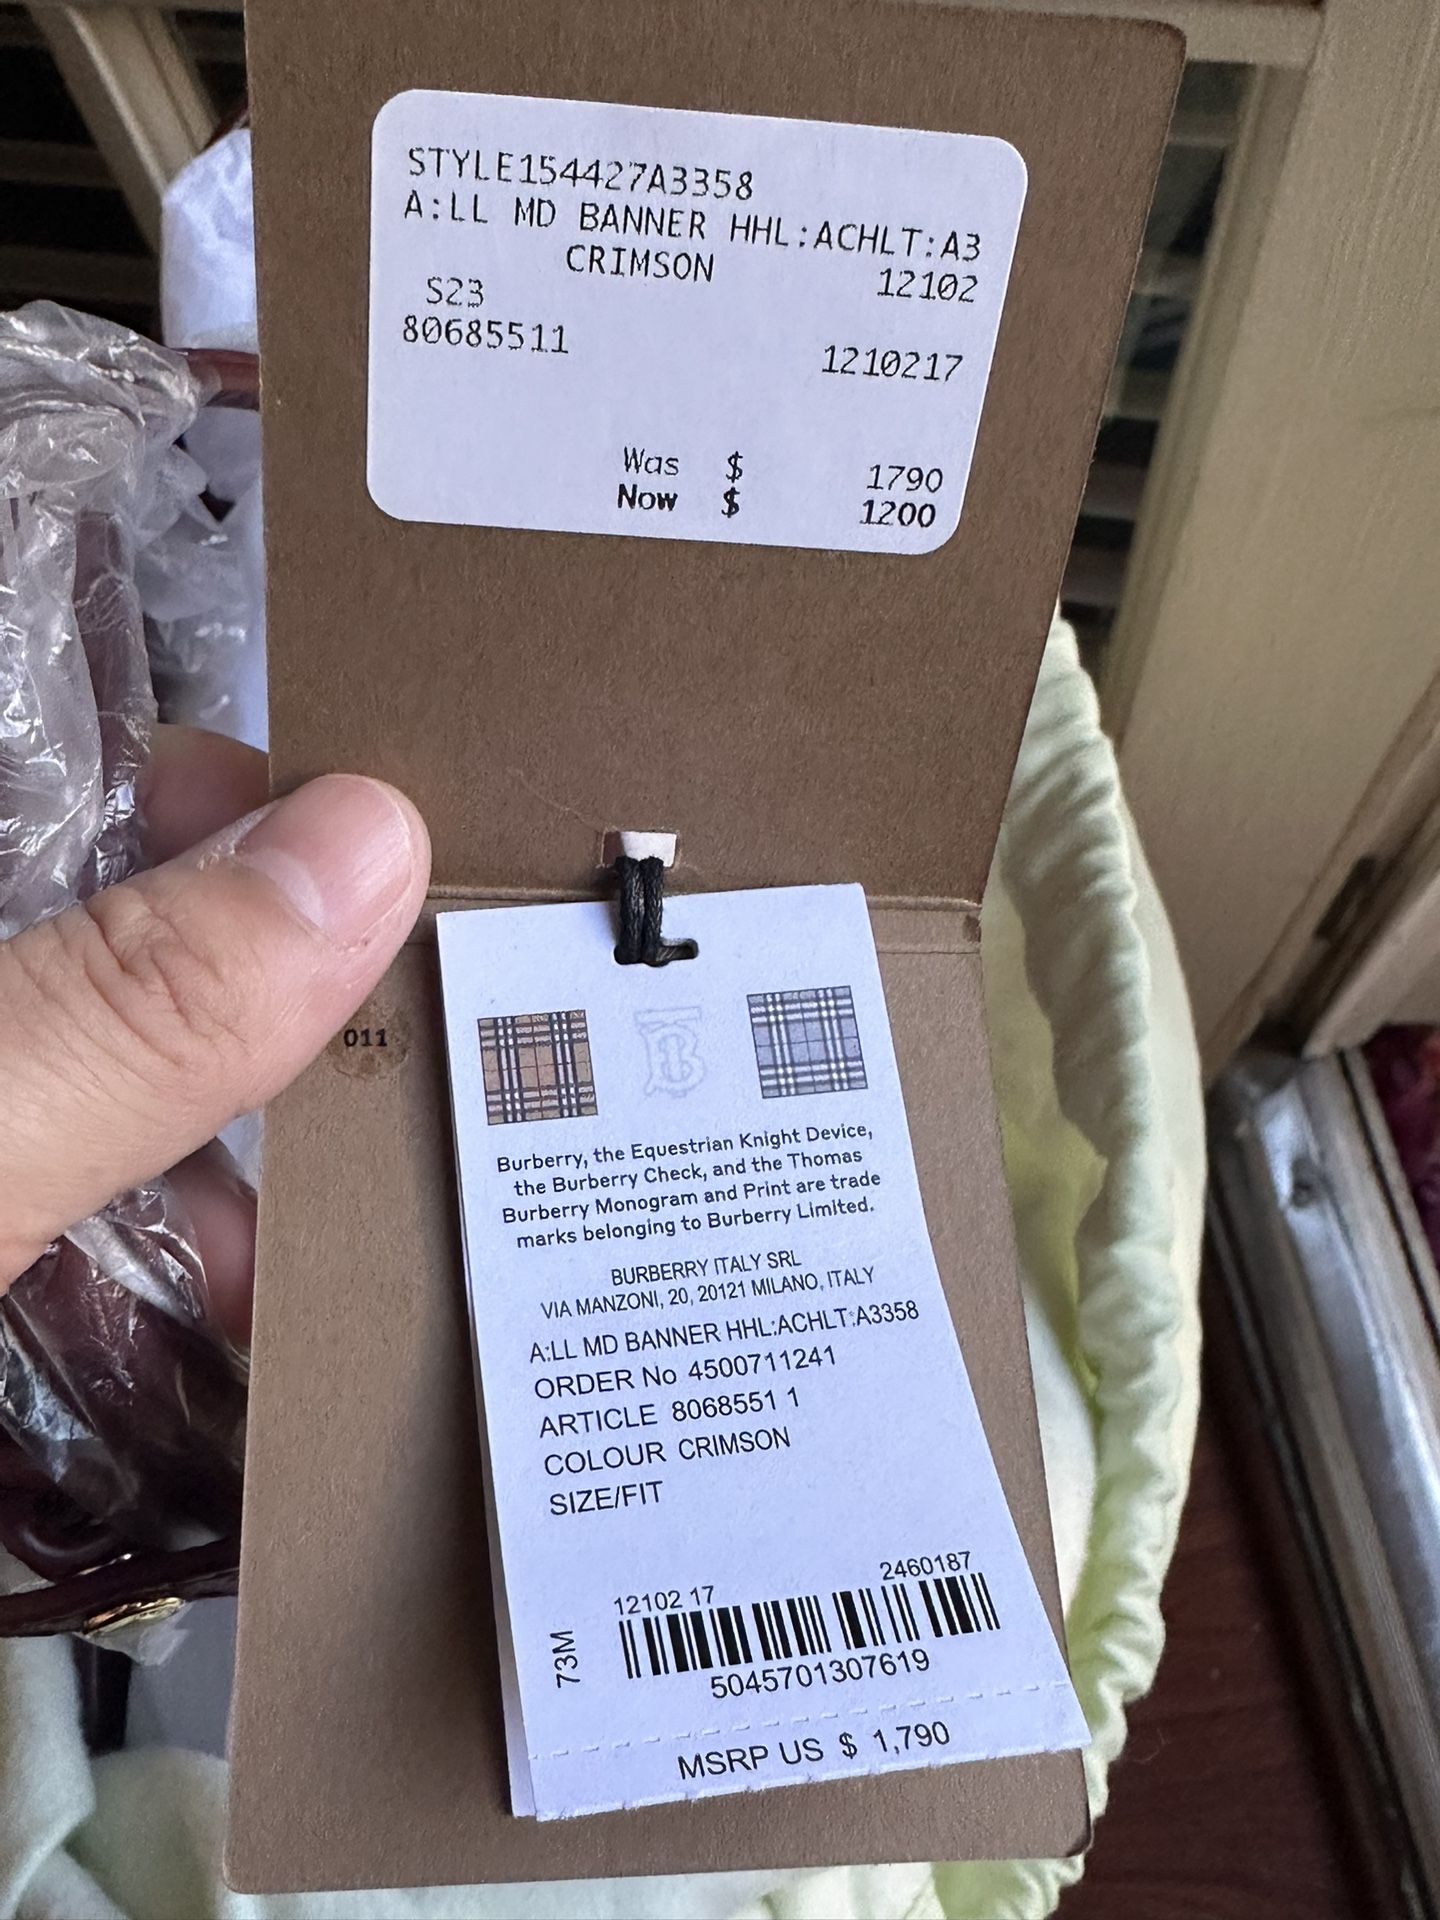 STYLE154427A3358
A:LL MD BANNER HHL:ACHLT:A3
CRIMSON 12102
S23
80685511
1210217
Was $ 1790
Now $ 1200
011
Burberry, the Equestrian Knight Device,
the Burberry Check, and the Thomas
Burberry Monogram and Print are trade
marks belonging to Burberry Limited.
BURBERRY ITALY SRL
VIA MANZONI, 20, 20121 MILANO, ITALY
A:LL MD BANNER HHL:ACHLT:A3358
ORDER No 4500711241
ARTICLE 8068551 1
COLOUR CRIMSON
SIZE/FIT
12102 17 2460187
73M
5045701307619
MSRP US $ 1,790